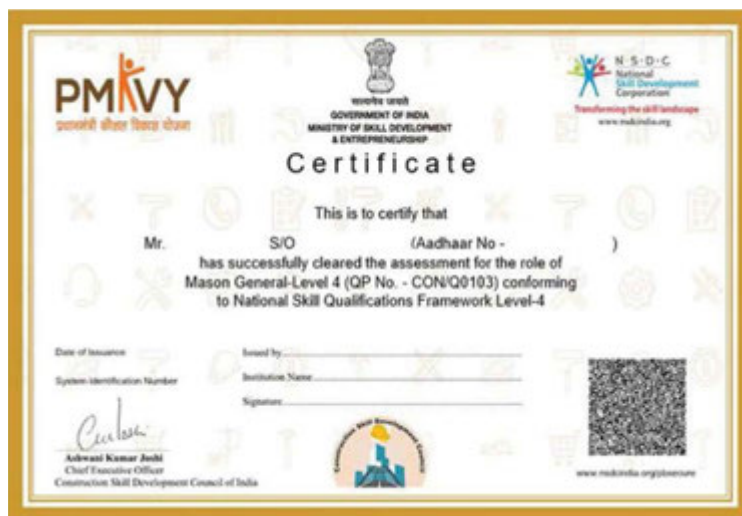 PMKVY
प्रधानमंत्री कौशल विकास योजना
सत्यमेव जयते
GOVERNMENT OF INDIA
MINISTRY OF SKILL DEVELOPMENT
& ENTREPRENEURSHIP
N·S·D·C
National
Skill Development
Corporation
Transforming the skill landscape
www.nsdcindia.org
Certificate
This is to certify that
Mr. S/O (Aadhaar No - )
has successfully cleared the assessment for the role of
Mason General-Level 4 (QP No. - CON/Q0103) conforming
to National Skill Qualifications Framework Level-4
Date of Issuance
System Identification Number
Issued by
Institution Name
Signature
Ashwani Kumar Joshi
Chief Executive Officer
Construction Skill Development Council of India
Construction Skill Development Council